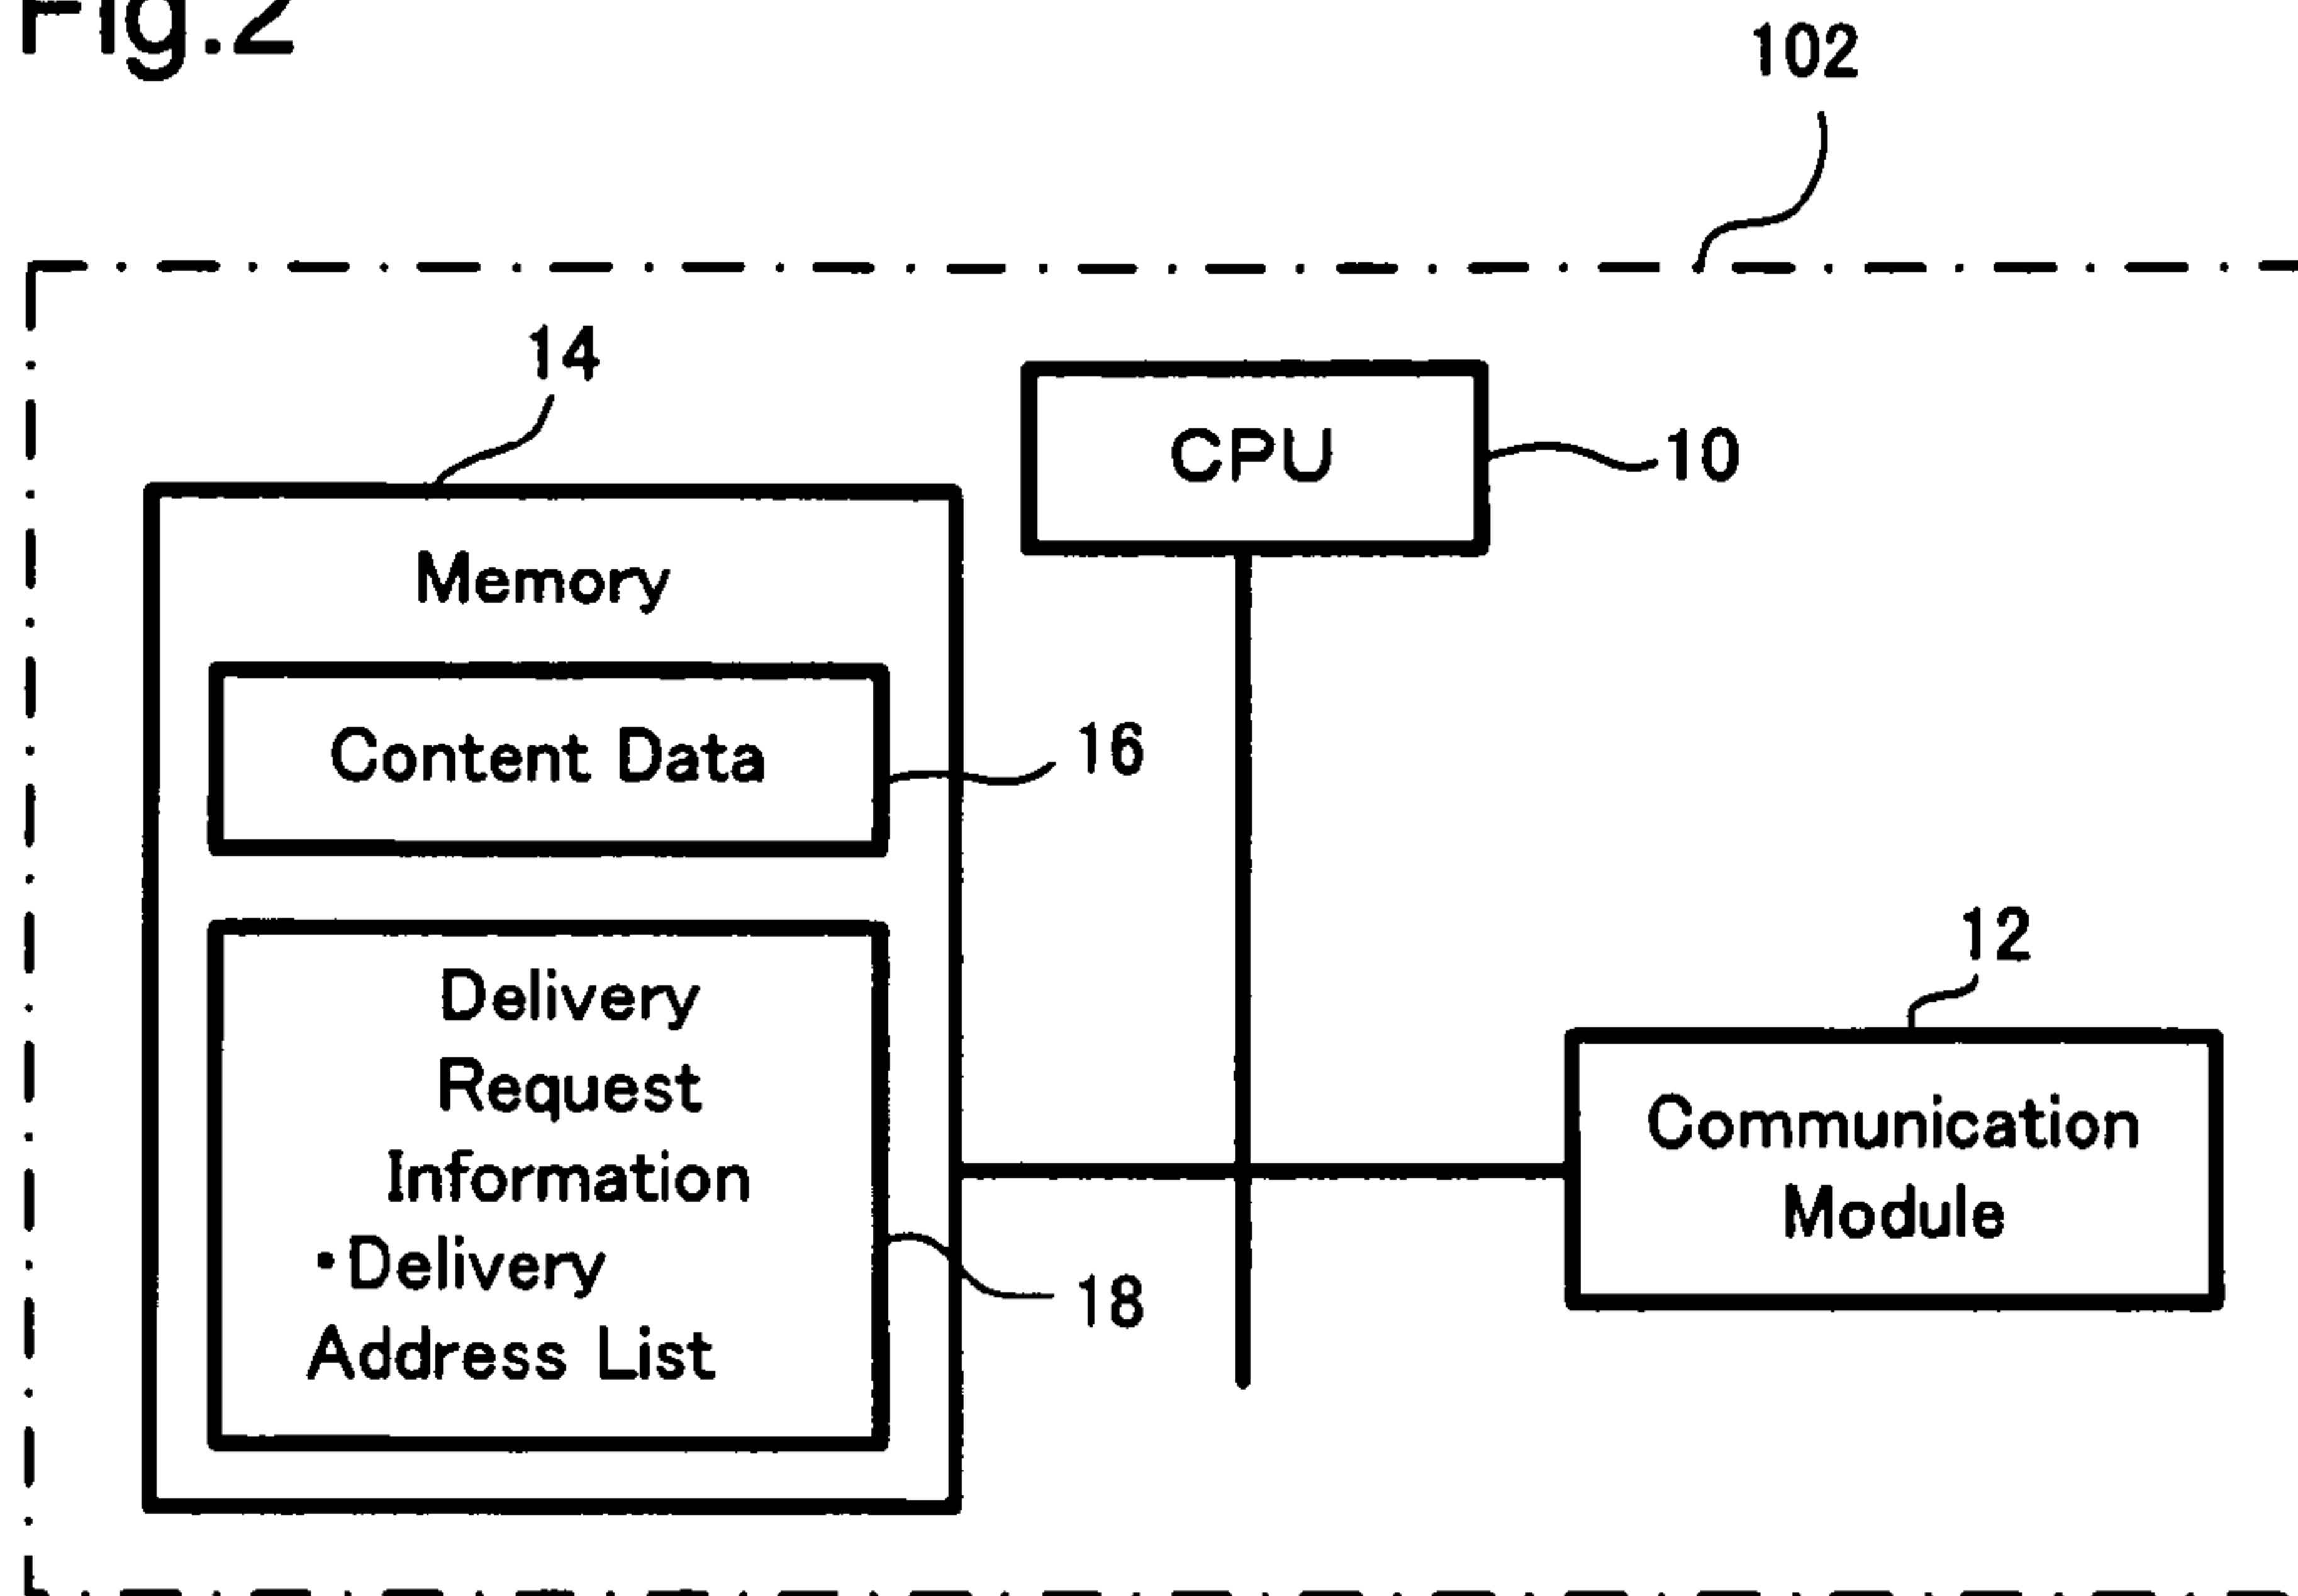 Fig.2
102
14
CPU
10
Memory
Content Data
16
12
Delivery
Request
Information
・Delivery
Address List
18
Communication
Module